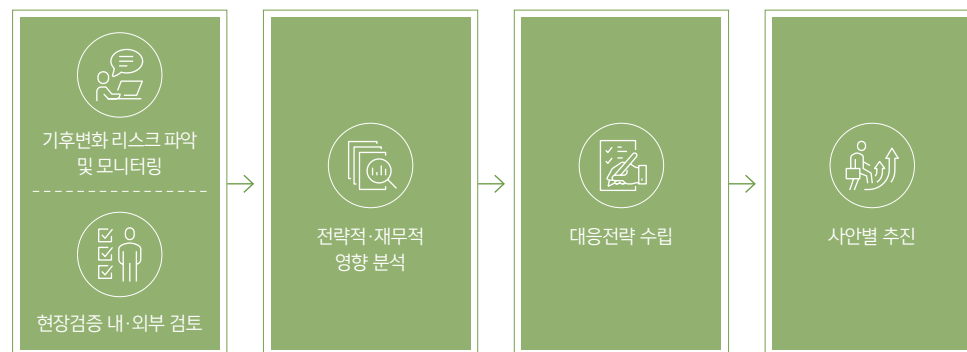 기후변화 리스크 파악
및 모니터링
현장검증 내·외부 검토
전략적·재무적
영향 분석
대응전략 수립
사안별 추진